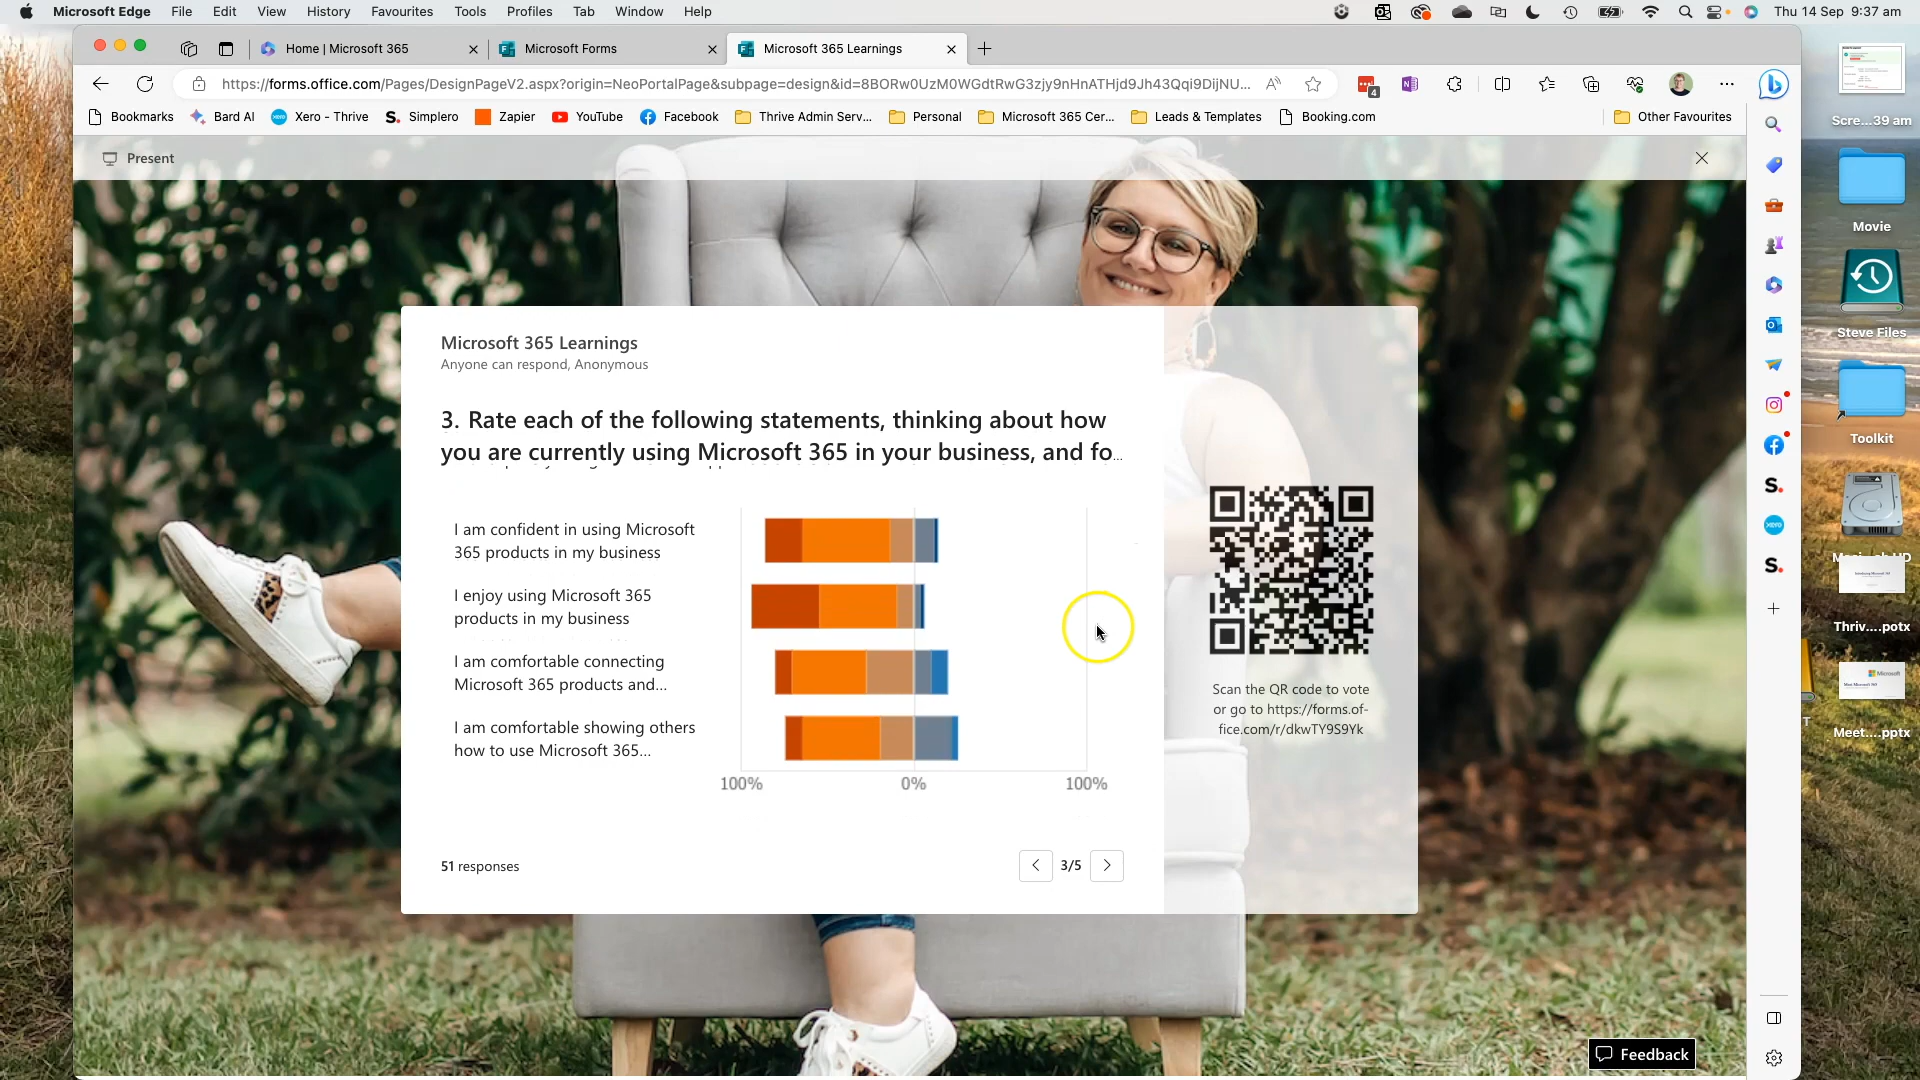 Microsoft Edge File Edit View History Favourites Tools Profiles Tab Window Help Thu 14 Sep 9:37 am
Home | Microsoft 365
Microsoft Forms
Microsoft 365 Learnings
https://forms.office.com/Pages/DesignPageV2.aspx?origin=NeoPortalPage&subpage=design&id=8BORw0UzM0WGdtRwG3zjy9nHnATHjd9Jh43Qqi9DijNU...
4
Bookmarks Bard AI Xero - Thrive Simplero Zapier YouTube Facebook Thrive Admin Serv... Personal Microsoft 365 Cer... Leads & Templates Booking.com Other Favourites
Present
Microsoft 365 Learnings
Anyone can respond, Anonymous
3. Rate each of the following statements, thinking about how
you are currently using Microsoft 365 in your business, and fo...
I am confident in using Microsoft
365 products in my business
I enjoy using Microsoft 365
products in my business
I am comfortable connecting
Microsoft 365 products and...
I am comfortable showing others
how to use Microsoft 365...
100% 0% 100%
51 responses
3/5
Scan the QR code to vote
or go to https://forms.of-
fice.com/r/dkwTY9S9Yk
Feedback
Scre...39 am
Movie
Steve Files
Toolkit
Thriv....potx
Meet....pptx